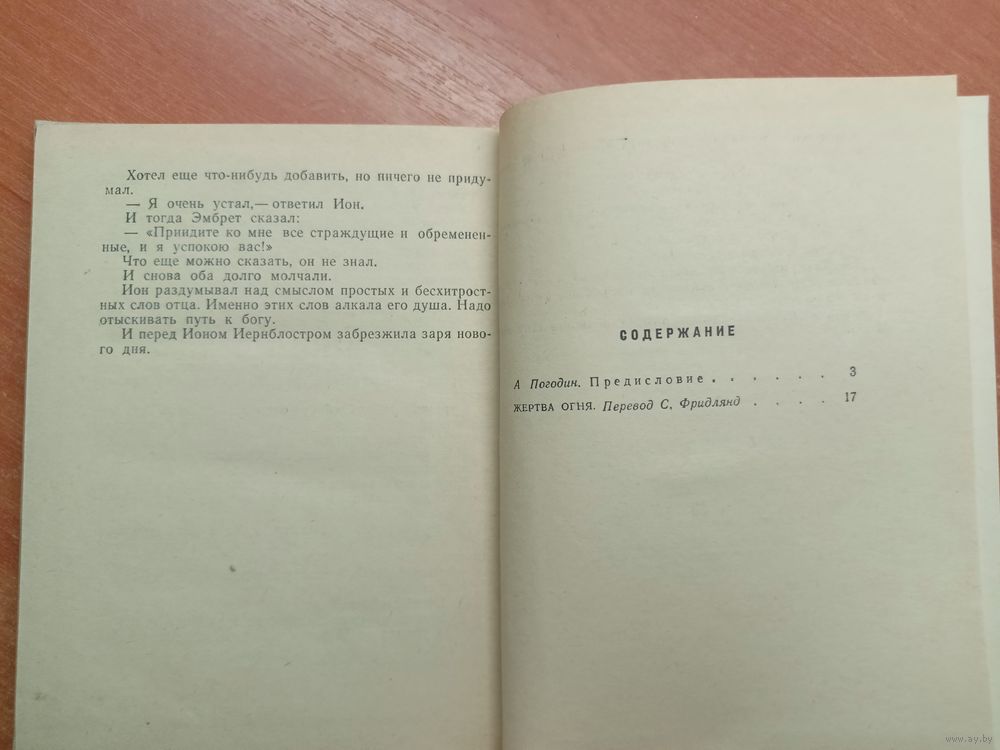 Хотел еще что-нибудь добавить, но ничего не приду-
мал.
— Я очень устал,— ответил Ион.
И тогда Эмбрет сказал:
— «Приидите ко мне все страждущие и обременен-
ные, и я успокою вас!»
Что еще можно сказать, он не знал.
И снова оба долго молчали.
Ион раздумывал над смыслом простых и бесхитрост-
ных слов отца. Именно этих слов алкала его душа. Надо
отыскивать путь к богу.
И перед Ионом Иернблостром забрезжила заря ново-
го дня.
СОДЕРЖАНИЕ
А Погодин. Предисловие . . . . . . 3
ЖЕРТВА ОГНЯ. Перевод С. Фридлянд . . . . 17
www.ay.by